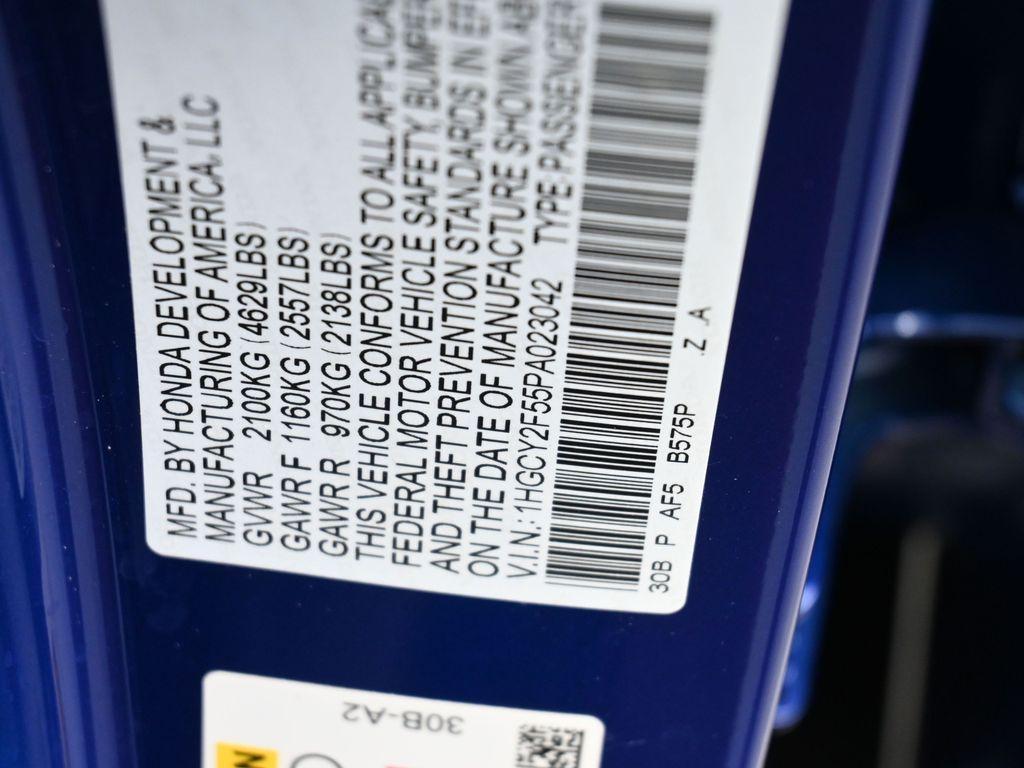 MFD. BY HONDA DEVELOPMENT &
MANUFACTURING OF AMERICA, LLC
GVWR 2100KG (4629LBS)
GAWR F 1160KG (2557LBS)
GAWR R 970KG (2138LBS)
THIS VEHICLE CONFORMS TO ALL APPLICA
FEDERAL MOTOR VEHICLE SAFETY, BUMPER
AND THEFT PREVENTION STANDARDS IN EF
ON THE DATE OF MANUFACTURE SHOWN AB
V.I.N.: 1HGCY2F55PA023042 TYPE: PASSENGER
30B P AF5 B575P .Z .A
30B-A2